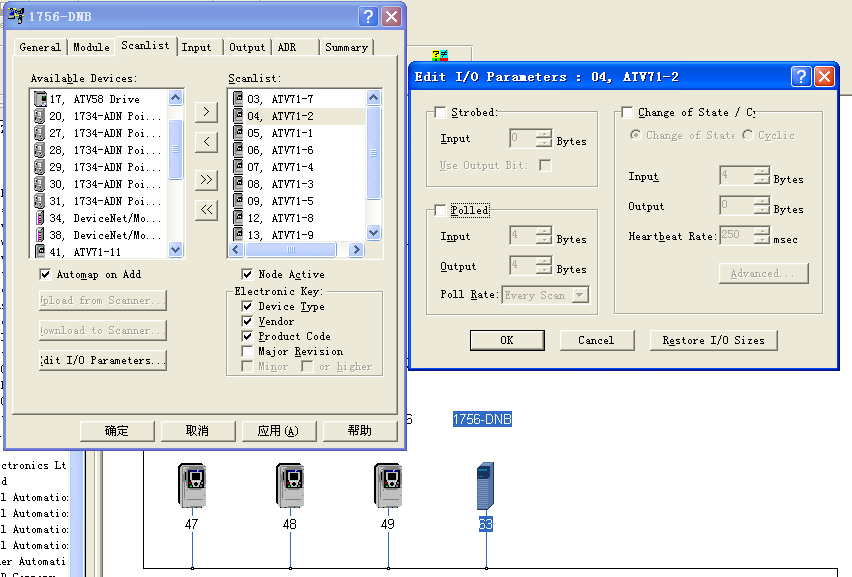 1756-DNB
General
Module
Scanlist
Input
Output
ADR
Summary
Available Devices:
17, ATV58 Drive
20, 1734-ADN Poi...
27, 1734-ADN Poi...
28, 1734-ADN Poi...
29, 1734-ADN Poi...
30, 1734-ADN Poi...
31, 1734-ADN Poi...
34, DeviceNet/Mo...
38, DeviceNet/Mo...
41, ATV71-11
>
<
>>
<<
Scanlist:
03, ATV71-7
04, ATV71-2
05, ATV71-1
06, ATV71-6
07, ATV71-4
08, ATV71-3
09, ATV71-5
12, ATV71-8
13, ATV71-9
Automap on Add
Node Active
Upload from Scanner...
Download to Scanner...
Edit I/O Parameters...
Electronic Key:
Device Type
Vendor
Product Code
Major Revision
Minor
or higher
确定
取消
应用(A)
帮助
Edit I/O Parameters : 04, ATV71-2
Strobed:
Input 0 Bytes
Use Output Bit:
Polled
Input 4 Bytes
Output 4 Bytes
Poll Rate: Every Scan
Change of State / Cy
Change of State
Cyclic
Input 4 Bytes
Output 0 Bytes
Heartbeat Rate: 250 msec
Advanced...
OK
Cancel
Restore I/O Sizes
6
1756-DNB
47
48
49
63
ctronics Lt
d
l Automatio
l Automatio
l Automatio
l Automatio
er Automati